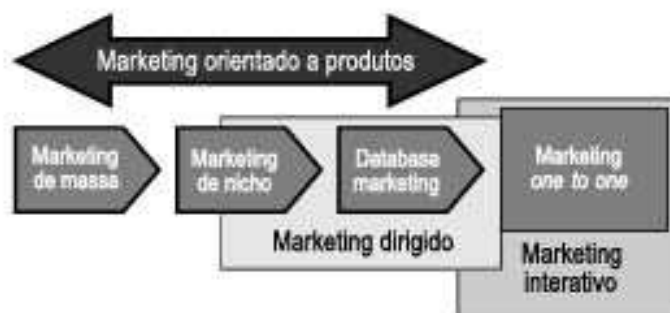 Marketing orientado a produtos
Marketing
de massa
Marketing
de nicho
Database
marketing
Marketing
one to one
Marketing dirigido
Marketing
interativo